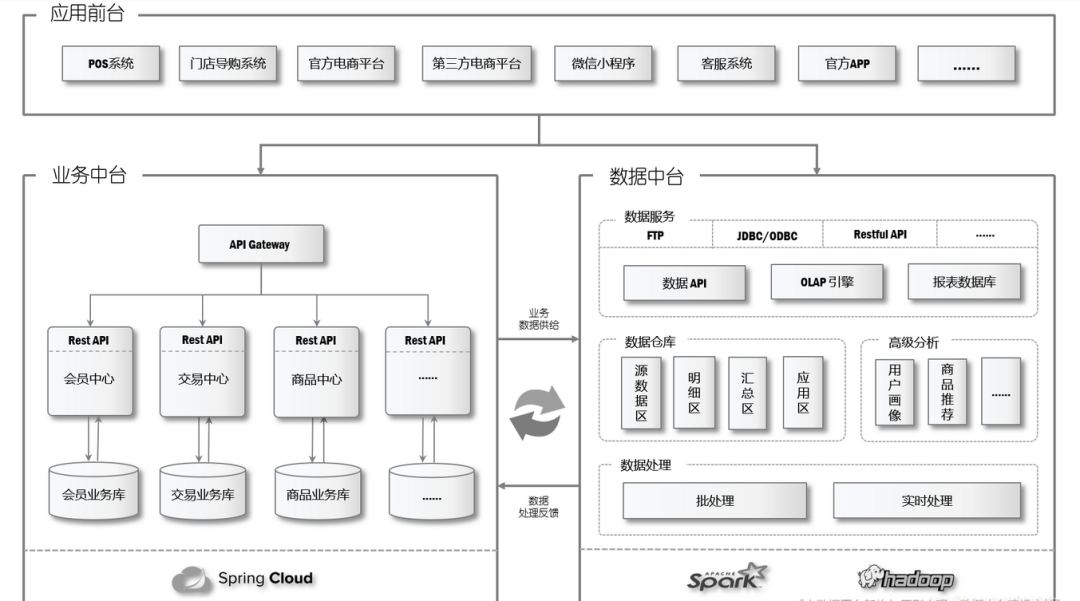 应用前台
POS系统
门店导购系统
官方电商平台
第三方电商平台
微信小程序
客服系统
官方APP
......
业务中台
API Gateway
Rest API
会员中心
Rest API
交易中心
Rest API
商品中心
Rest API
......
会员业务库
交易业务库
商品业务库
......
Spring Cloud
业务
数据供给
数据
处理反馈
数据中台
数据服务
FTP
JDBC/ODBC
Restful API
......
数据 API
OLAP 引擎
报表数据库
数据仓库
源数据区
明细区
汇总区
应用区
高级分析
用户画像
商品推荐
......
数据处理
批处理
实时处理
APACHE
Spark
hadoop